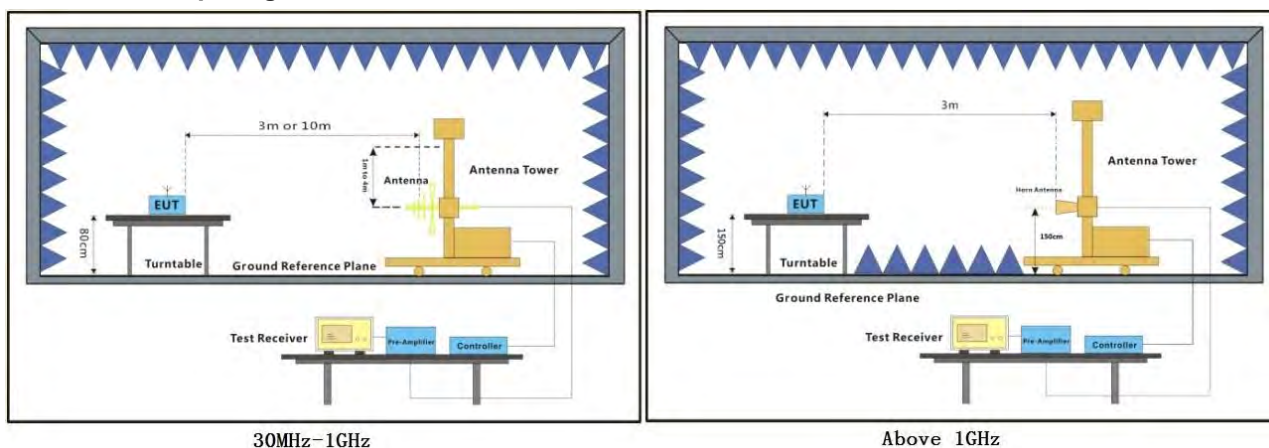 3m or 10m
1m to 4m
Antenna
Antenna Tower
EUT
80cm
Turntable
Ground Reference Plane
Test Receiver
Pre-Amplifier
Controller
30MHz-1GHz
3m
Antenna Tower
Horn Antenna
EUT
150cm
150cm
Turntable
Ground Reference Plane
Test Receiver
Pre-Amplifier
Controller
Above 1GHz